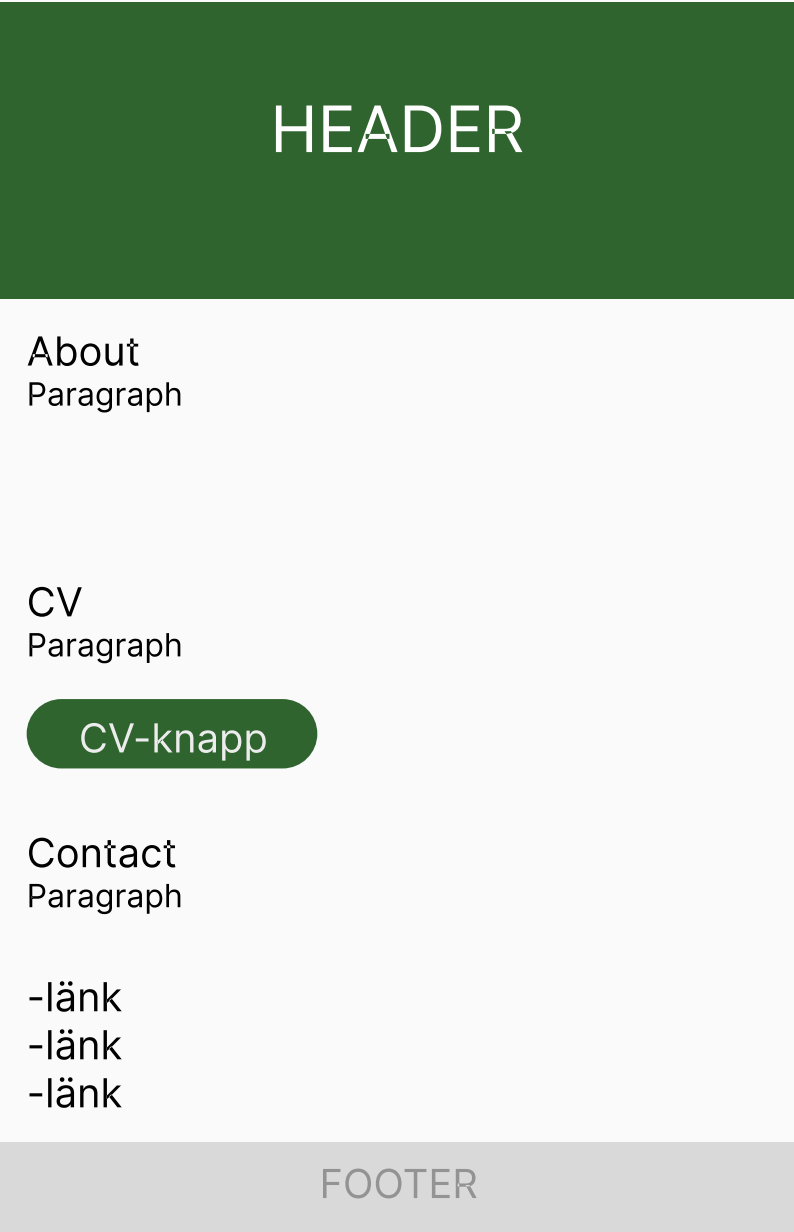 HEADER
About
Paragraph
CV
Paragraph
CV-knapp
Contact
Paragraph
-länk
-länk
-länk
FOOTER